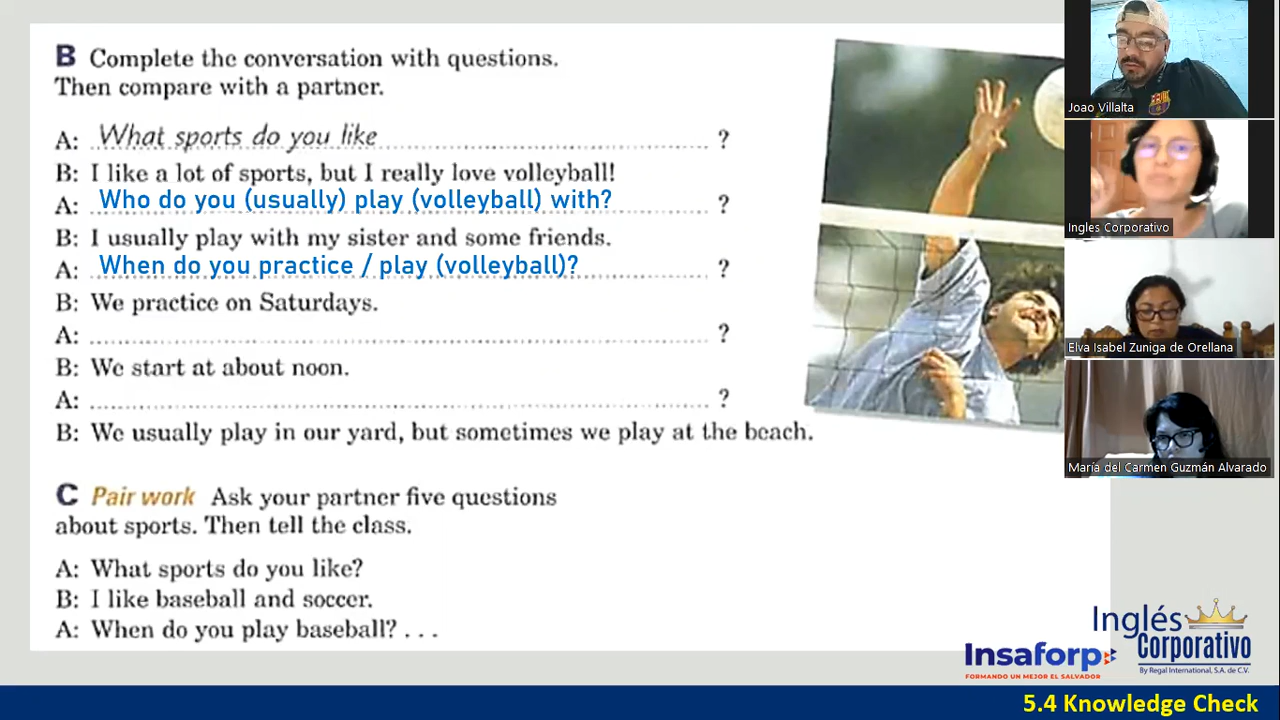 B Complete the conversation with questions.
Then compare with a partner.
A: What sports do you like ?
B: I like a lot of sports, but I really love volleyball!
A: Who do you (usually) play (volleyball) with? ?
B: I usually play with my sister and some friends.
A: When do you practice / play (volleyball)? ?
B: We practice on Saturdays.
A: ?
B: We start at about noon.
A: ?
B: We usually play in our yard, but sometimes we play at the beach.
C Pair work Ask your partner five questions
about sports. Then tell the class.
A: What sports do you like?
B: I like baseball and soccer.
A: When do you play baseball? . . .
Joao Villalta
Ingles Corporativo
Elva Isabel Zuniga de Orellana
María del Carmen Guzmán Alvarado
Insaforp
FORMANDO UN MEJOR EL SALVADOR
Inglés
Corporativo
By Regal International, S.A. de C.V.
5.4 Knowledge Check